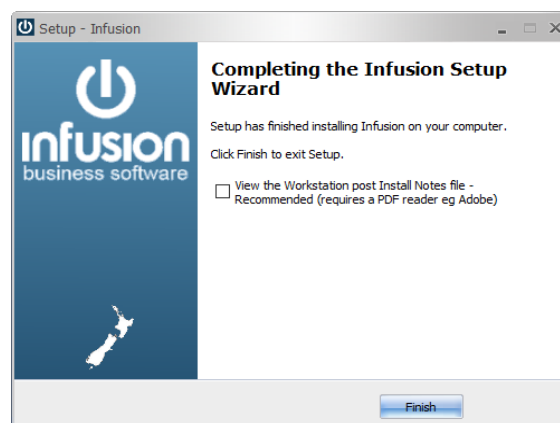 Setup - Infusion
Infusion
business software
Completing the Infusion Setup
Wizard
Setup has finished installing Infusion on your computer.
Click Finish to exit Setup.
View the Workstation post Install Notes file -
Recommended (requires a PDF reader eg Adobe)
Finish